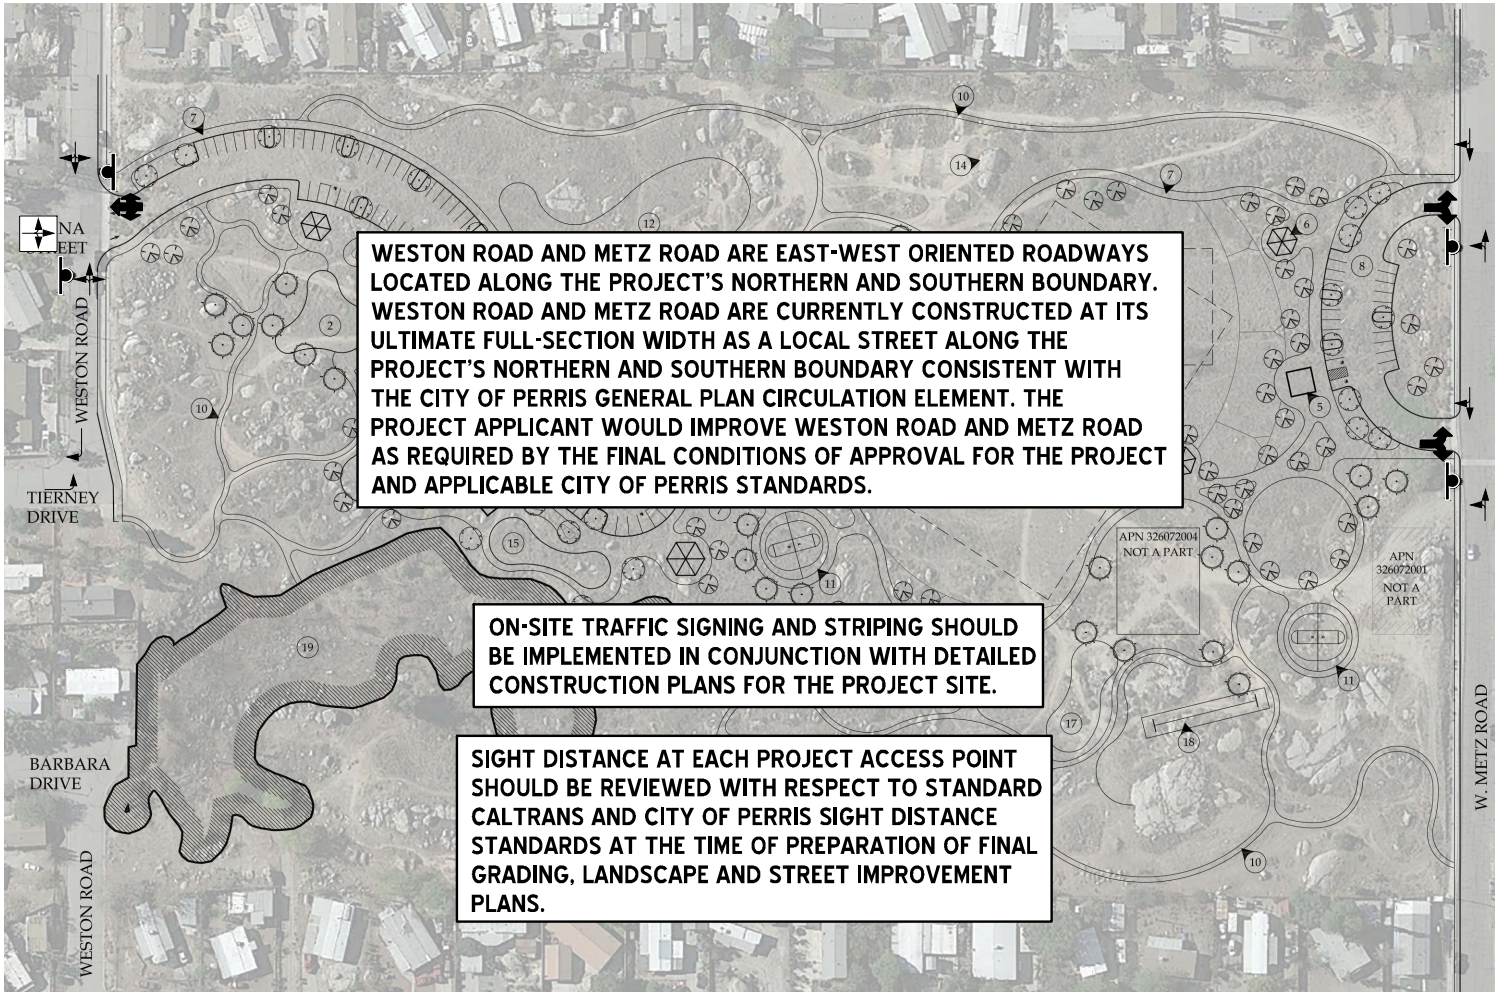 7
10
14
7
NA
EET
STREET
12
6
8
WESTON ROAD AND METZ ROAD ARE EAST-WEST ORIENTED ROADWAYS
LOCATED ALONG THE PROJECT'S NORTHERN AND SOUTHERN BOUNDARY.
WESTON ROAD AND METZ ROAD ARE CURRENTLY CONSTRUCTED AT ITS
ULTIMATE FULL-SECTION WIDTH AS A LOCAL STREET ALONG THE
PROJECT'S NORTHERN AND SOUTHERN BOUNDARY CONSISTENT WITH
THE CITY OF PERRIS GENERAL PLAN CIRCULATION ELEMENT. THE
PROJECT APPLICANT WOULD IMPROVE WESTON ROAD AND METZ ROAD
AS REQUIRED BY THE FINAL CONDITIONS OF APPROVAL FOR THE PROJECT
AND APPLICABLE CITY OF PERRIS STANDARDS.
2
WESTON ROAD
10
5
TIERNEY
DRIVE
15
11
APN 326072004
NOT A PART
APN
326072001
NOT A
PART
19
ON-SITE TRAFFIC SIGNING AND STRIPING SHOULD
BE IMPLEMENTED IN CONJUNCTION WITH DETAILED
CONSTRUCTION PLANS FOR THE PROJECT SITE.
11
17
18
BARBARA
DRIVE
W. METZ ROAD
SIGHT DISTANCE AT EACH PROJECT ACCESS POINT
SHOULD BE REVIEWED WITH RESPECT TO STANDARD
CALTRANS AND CITY OF PERRIS SIGHT DISTANCE
STANDARDS AT THE TIME OF PREPARATION OF FINAL
GRADING, LANDSCAPE AND STREET IMPROVEMENT
PLANS.
10
WESTON ROAD